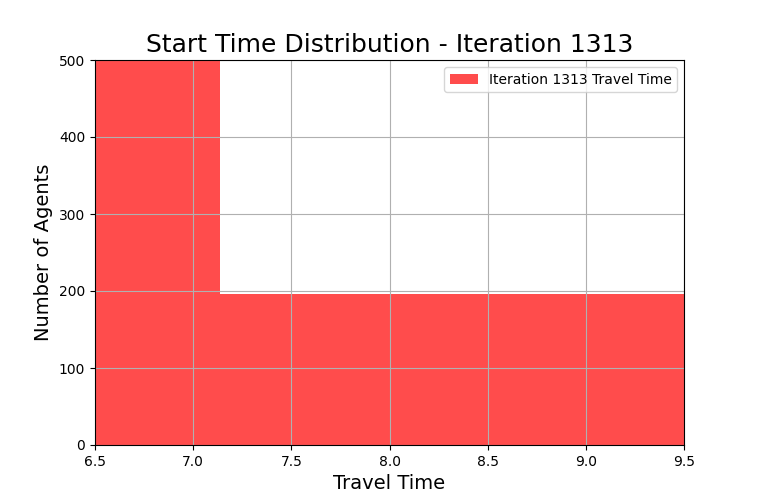 Start Time Distribution - Iteration 1313
Iteration 1313 Travel Time
Number of Agents
500
400
300
200
100
0
6.5 7.0 7.5 8.0 8.5 9.0 9.5
Travel Time